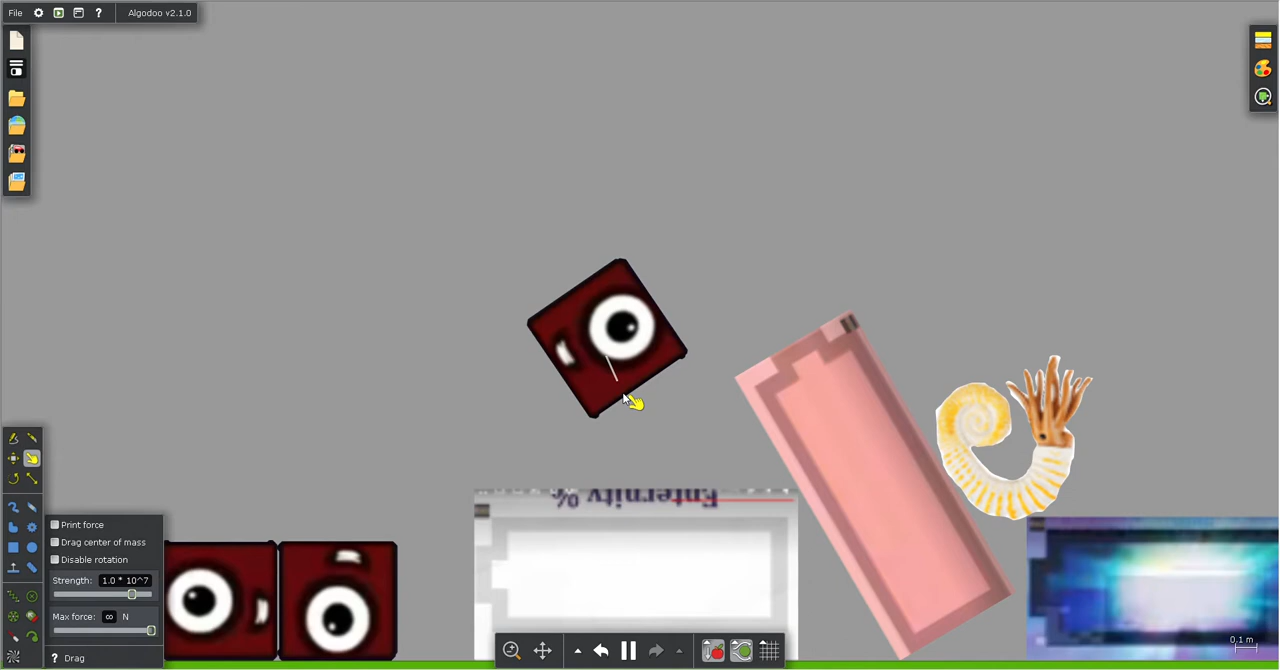 File ? Algodoo v2.1.0
Enternity %
Print force
Drag center of mass
Disable rotation
Strength: 1.0 * 10^7
Max force: ∞ N
? Drag
0.1 m